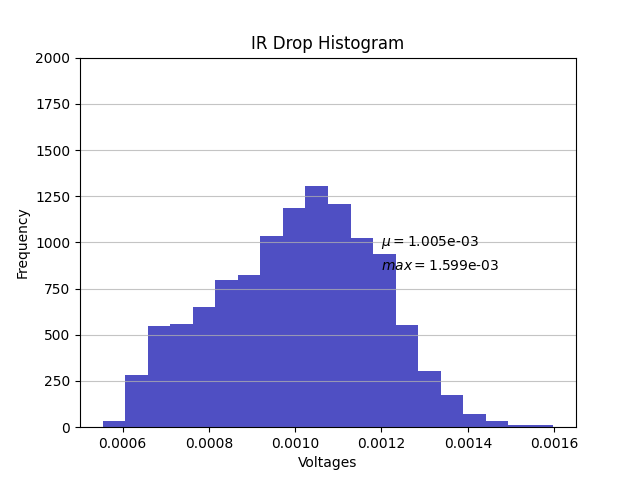 IR Drop Histogram
2000
1750
1500
1250
1000
750
500
250
0
Frequency
μ = 1.005e-03
max = 1.599e-03
0.0006 0.0008 0.0010 0.0012 0.0014 0.0016
Voltages